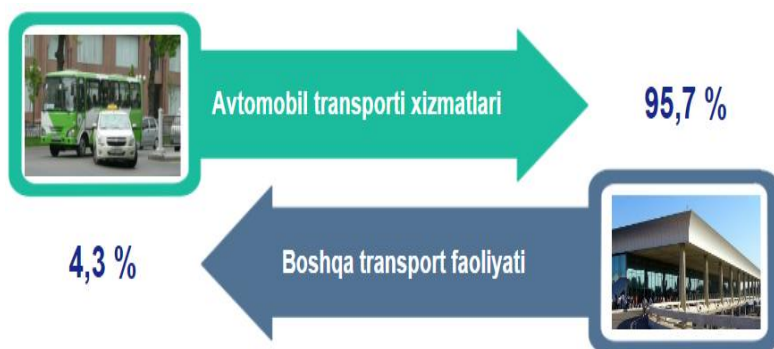 Avtomobil transporti xizmatlari
95,7 %
4,3 %
Boshqa transport faoliyati